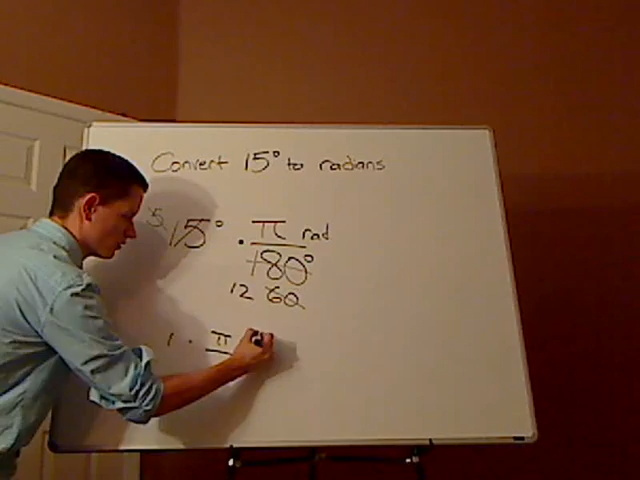 Convert 15° to radians
5 15° · π rad
180°
12 60
1 · π